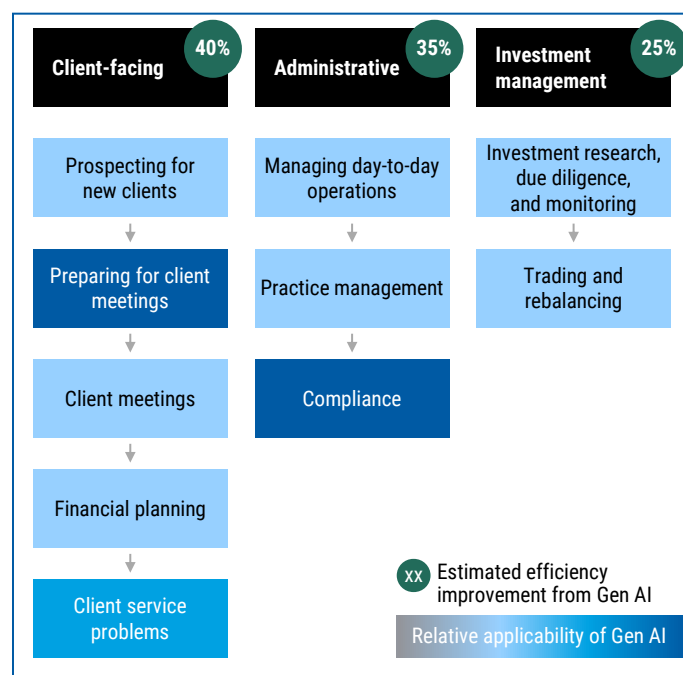 Client-facing
40%
Administrative
35%
Investment
management
25%
Prospecting for
new clients
Preparing for client
meetings
Client meetings
Financial planning
Client service
problems
Managing day-to-day
operations
Practice management
Compliance
Investment research,
due diligence,
and monitoring
Trading and
rebalancing
XX
Estimated efficiency
improvement from Gen AI
Relative applicability of Gen AI